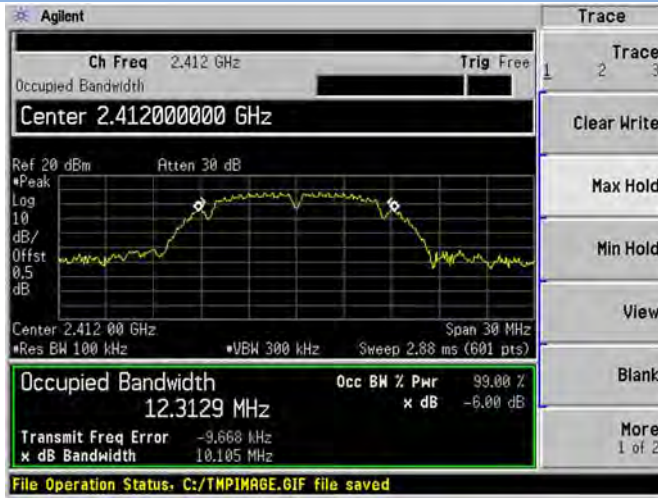 Agilent
Trace
Ch Freq 2.412 GHz Trig Free
Occupied Bandwidth
Center 2.412000000 GHz
Ref 20 dBm Atten 30 dB
*Peak
Log
10
dB/
Offst
0.5
dB
Center 2.412 00 GHz Span 30 MHz
*Res BW 100 kHz *VBW 300 kHz Sweep 2.88 ms (601 pts)
Occupied Bandwidth Occ BW % Pwr 99.00 %
12.3129 MHz x dB -6.00 dB
Transmit Freq Error -9.668 kHz
x dB Bandwidth 10.105 MHz
File Operation Status, C:/TMPIMAGE.GIF file saved
Trace
1 2 3
Clear Write
Max Hold
Min Hold
View
Blank
More
1 of 2